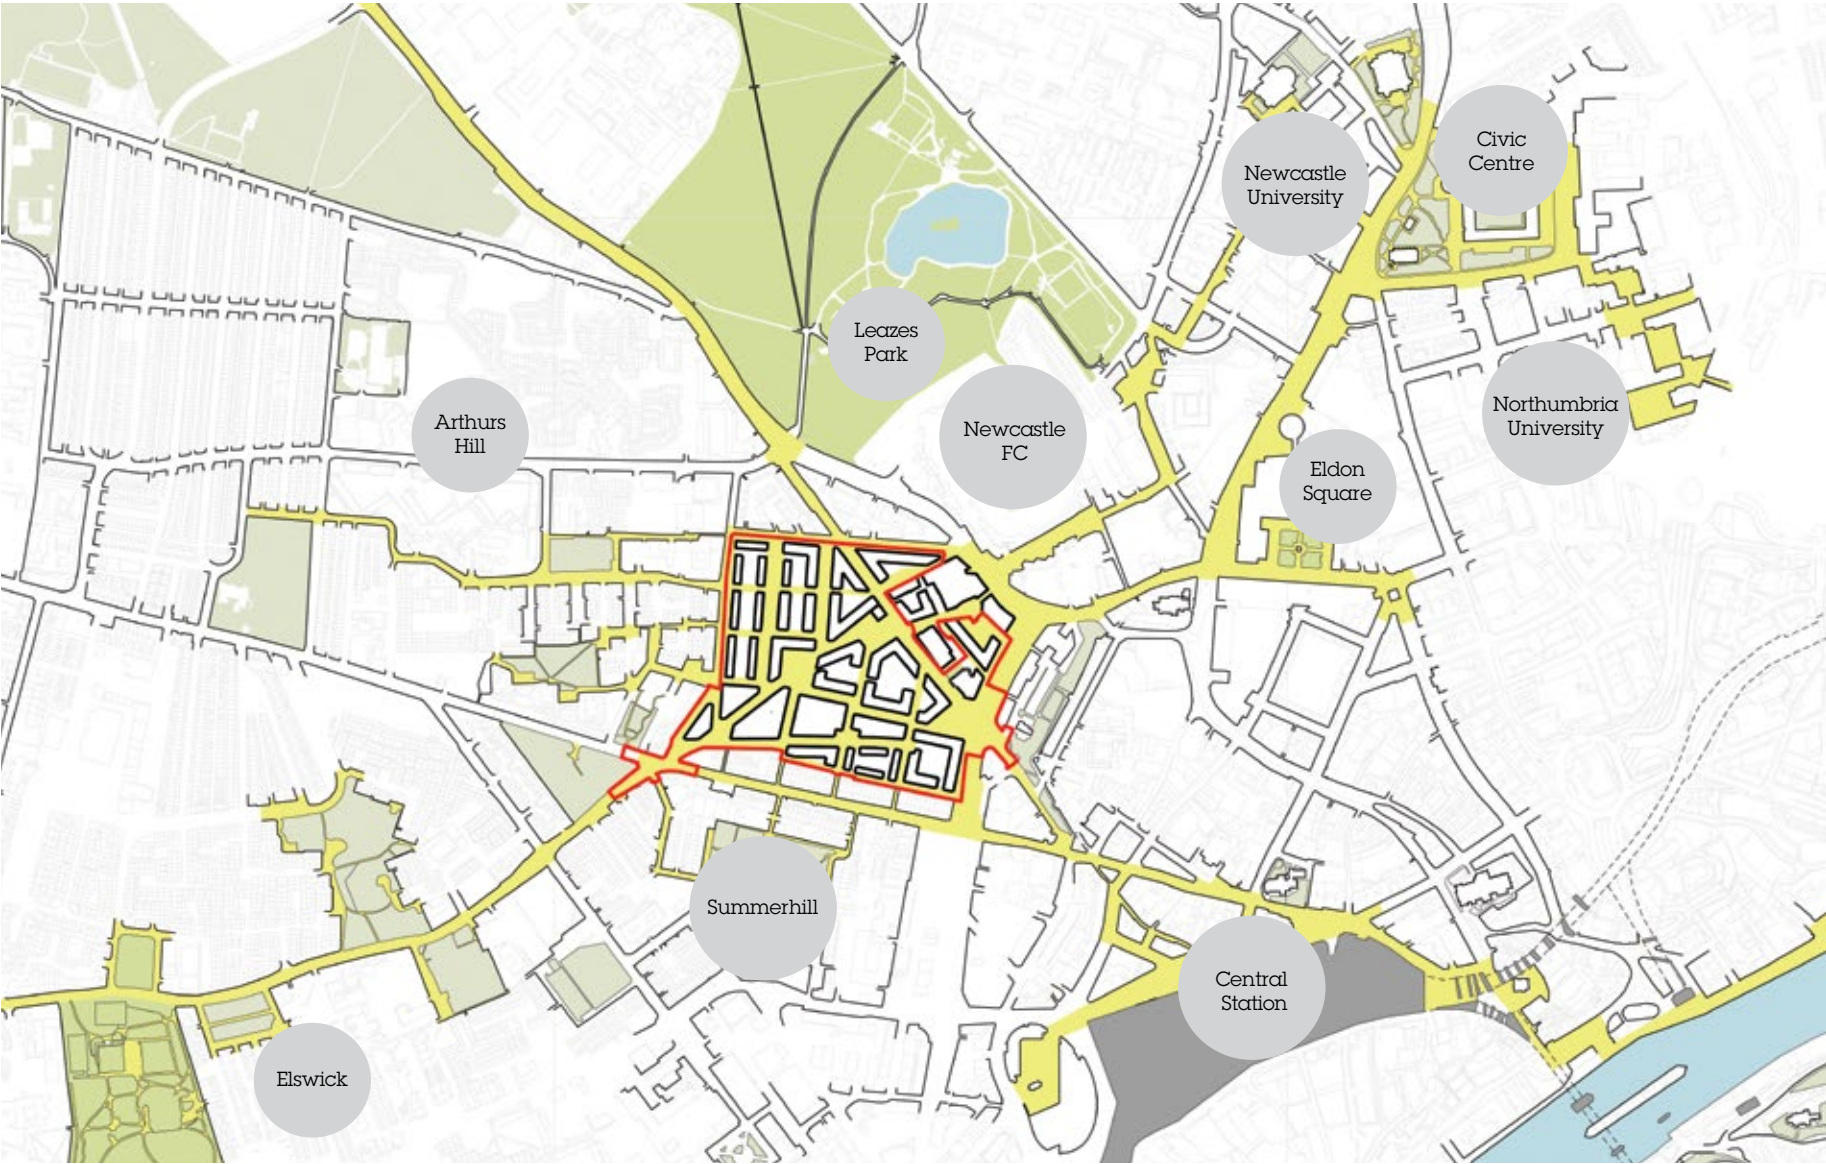 Civic
Centre
Newcastle
University
Leazes
Park
Arthurs
Hill
Newcastle
FC
Northumbria
University
Eldon
Square
Summerhill
Central
Station
Elswick